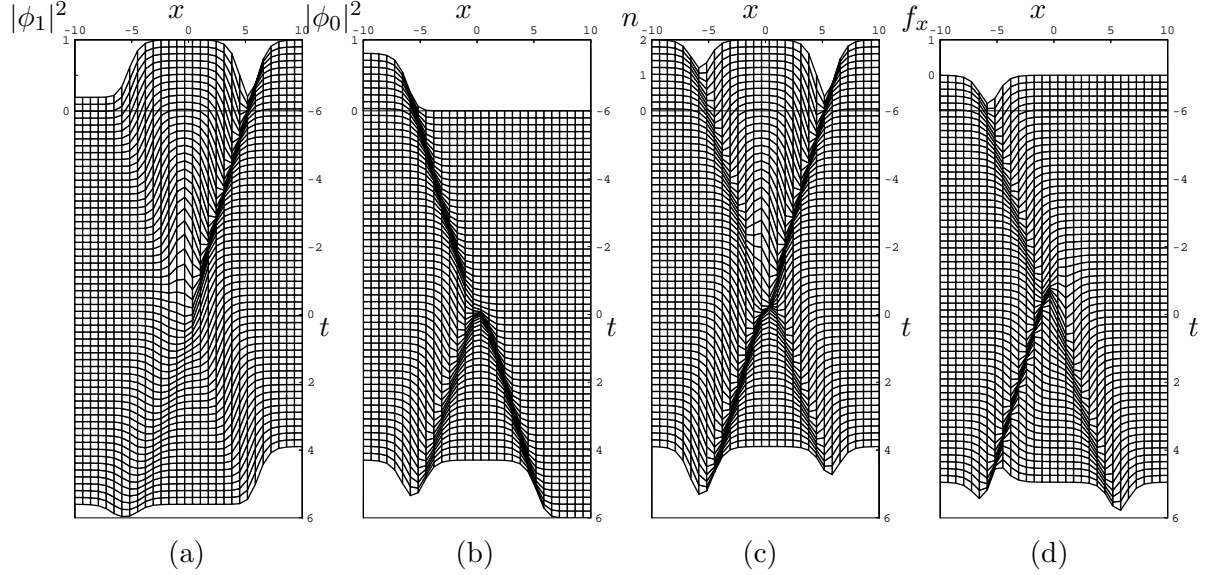 |ϕ₁|² x |ϕ₀|² x n x fₓ x
-10 -5 0 5 10 -10 -5 0 5 10 -10 -5 0 5 10 -10 -5 0 5 10
1 1 2
1 0
0 -6 0 -6 0 -6 -6
-4 -4 -4 -4
-2 -2 -2 -2
0 0 0 0
t t t t
2 2 2 2
4 4 4 4
6 6 6 6
(a) (b) (c) (d)